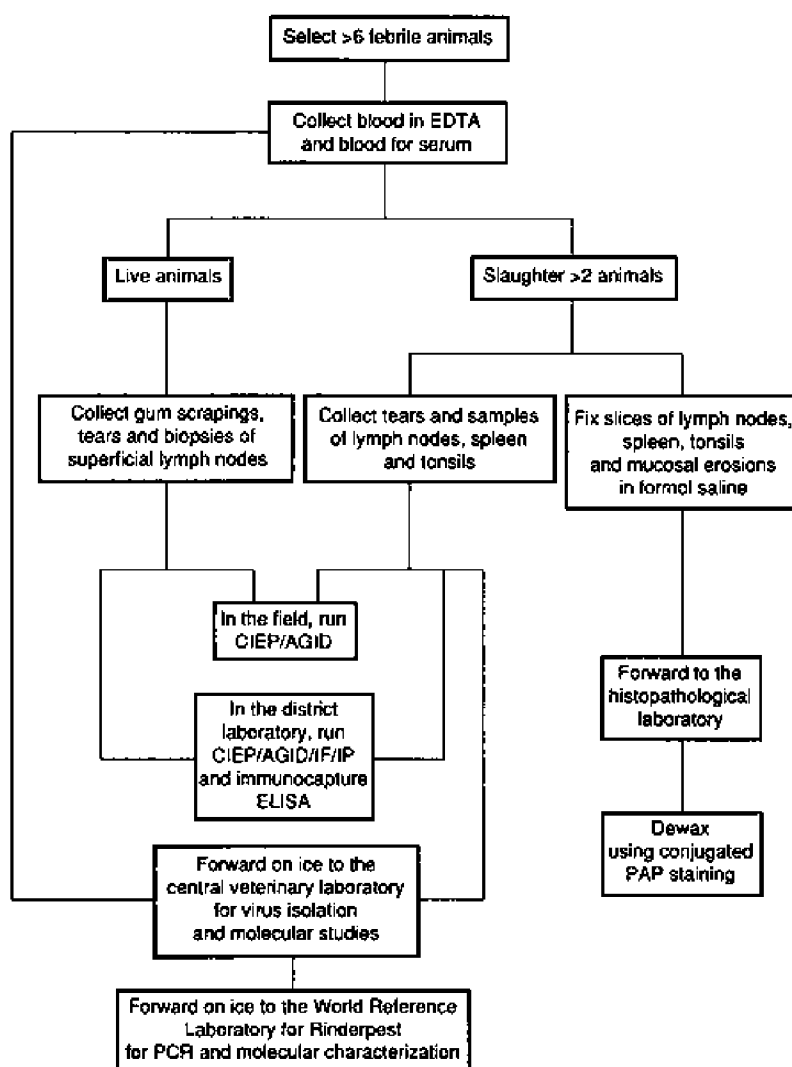 Select >6 febrite animals
Collect blood in EDTA
and blood for serum
Live animals
Slaughter >2 animals
Collect gum scrapings,
tears and biopsies of
superficial lymph nodes
Collect tears and samples
of lymph nodes, spleen
and tonsils
Fix slices of lymph nodes,
spleen, tonsils
and mucosal erosions
in formol saline
In the field, run
CIEP/AGID
Forward to the
histopathological
laboratory
In the district
laboratory, run
CIEP/AGID/IF/IP
and immunocapture
ELISA
Dewax
using conjugated
PAP staining
Forward on ice to the
central veterinary laboratory
for virus isolation
and molecular studies
Forward on ice to the World Reference
Laboratory for Rinderpest
for PCR and molecular characterization